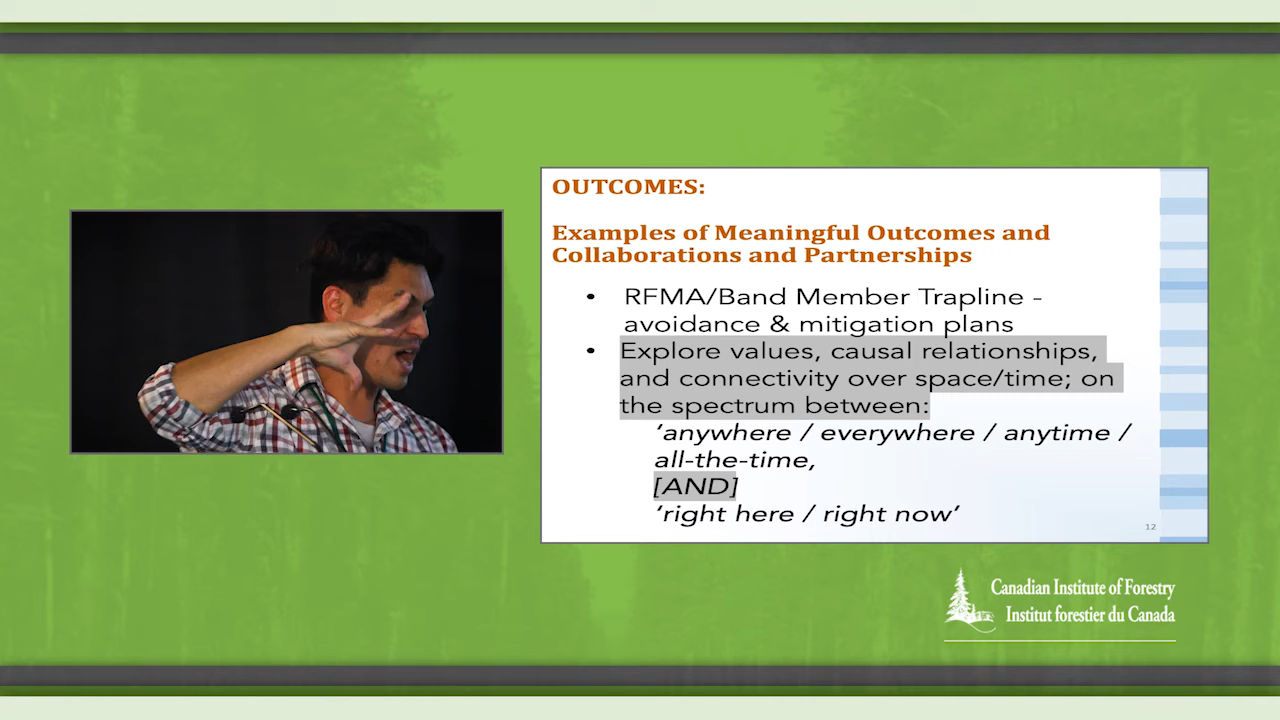 OUTCOMES:
Examples of Meaningful Outcomes and
Collaborations and Partnerships
• RFMA/Band Member Trapline -
avoidance & mitigation plans
• Explore values, causal relationships,
and connectivity over space/time; on
the spectrum between:
‘anywhere / everywhere / anytime /
all-the-time,
[AND]
‘right here / right now’
12
Canadian Institute of Forestry
Institut forestier du Canada